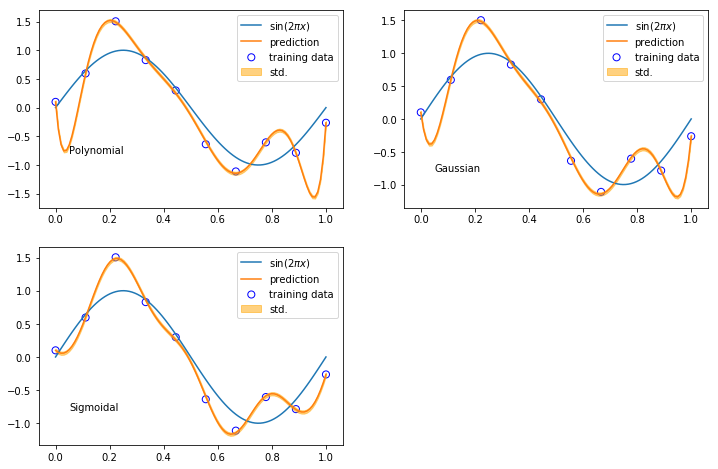 1.5
1.0
0.5
0.0
−0.5
−1.0
−1.5
0.0 0.2 0.4 0.6 0.8 1.0
sin(2πx)
prediction
training data
std.
Polynomial
1.5
1.0
0.5
0.0
−0.5
−1.0
0.0 0.2 0.4 0.6 0.8 1.0
sin(2πx)
prediction
training data
std.
Gaussian
1.5
1.0
0.5
0.0
−0.5
−1.0
0.0 0.2 0.4 0.6 0.8 1.0
sin(2πx)
prediction
training data
std.
Sigmoidal